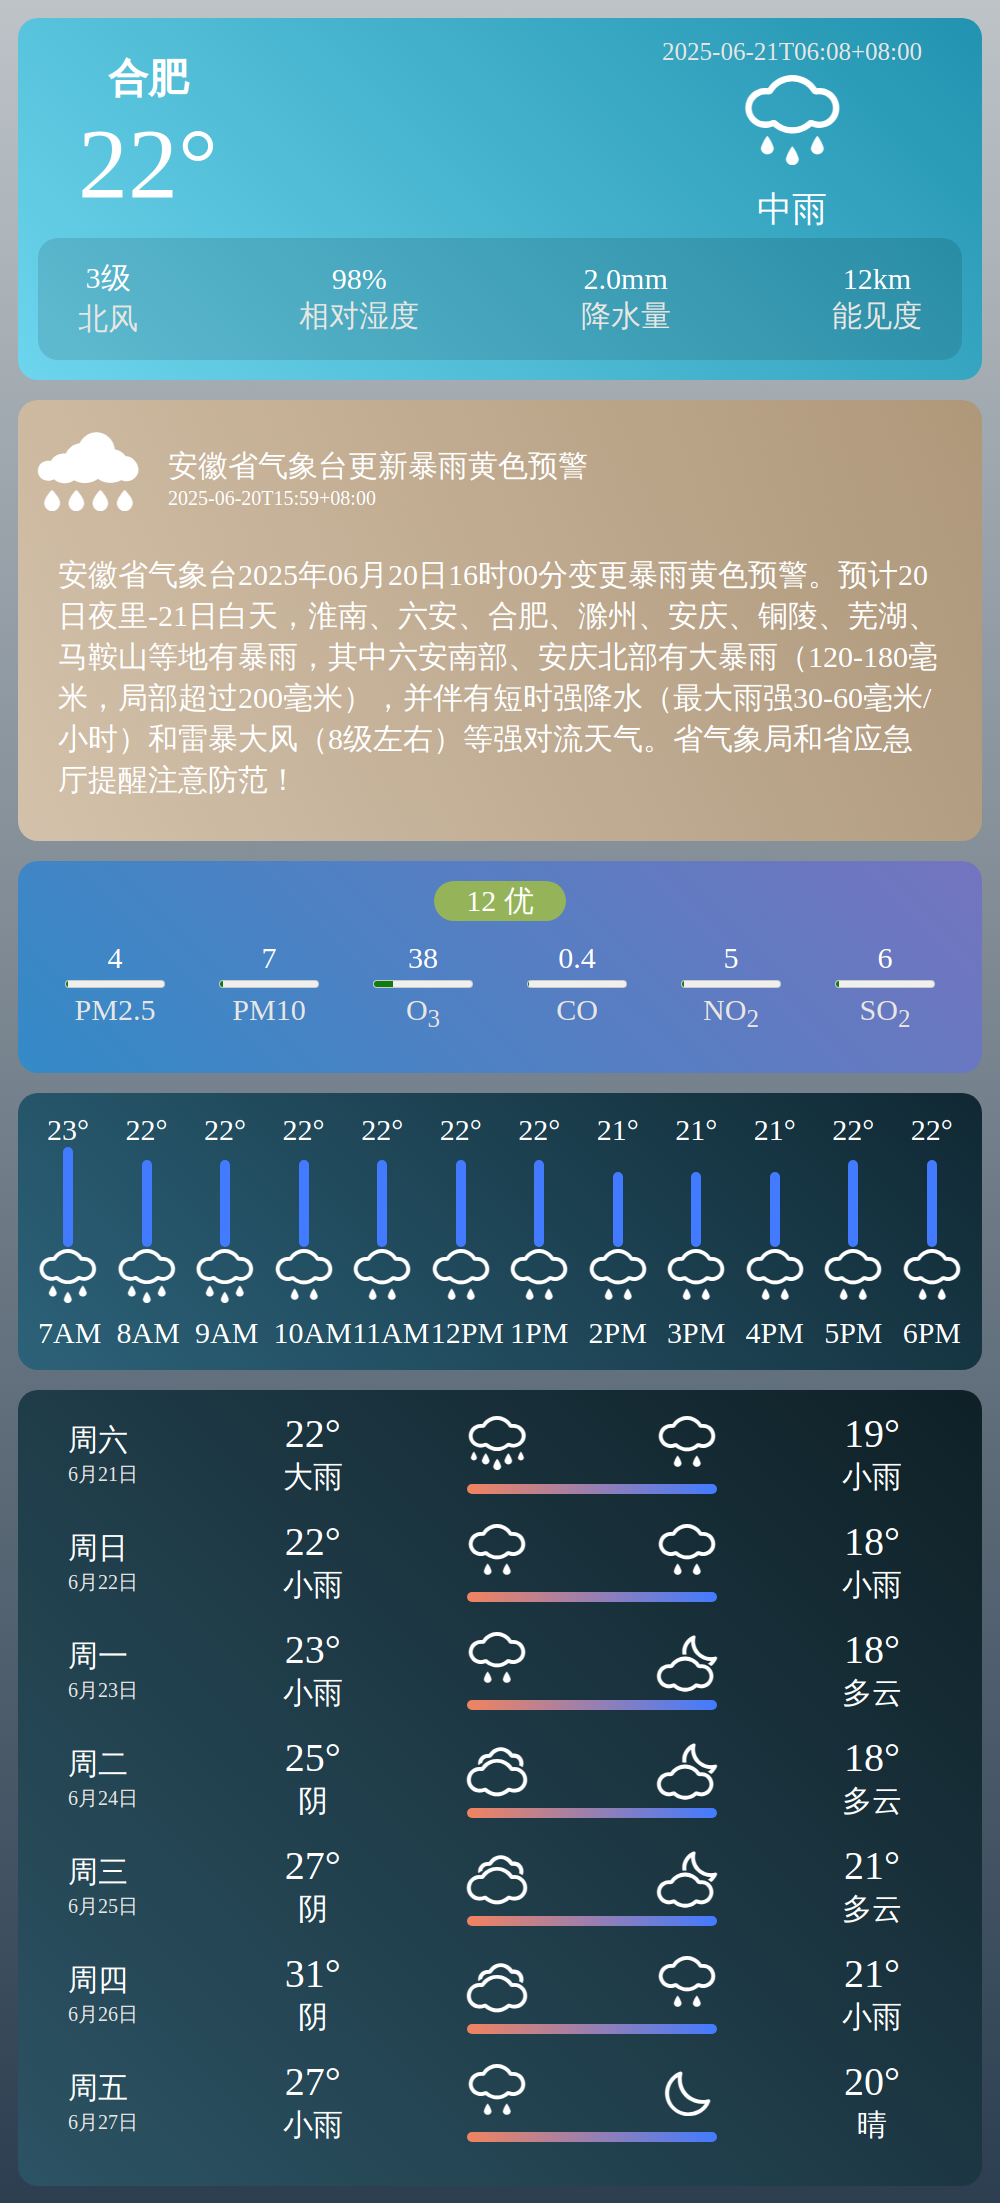 合肥
2025-06-21T06:08+08:00
22°
中雨
3级 98% 2.0mm 12km
北风 相对湿度 降水量 能见度
安徽省气象台更新暴雨黄色预警
2025-06-20T15:59+08:00
安徽省气象台2025年06月20日16时00分变更暴雨黄色预警。预计20
日夜里-21日白天，淮南、六安、合肥、滁州、安庆、铜陵、芜湖、
马鞍山等地有暴雨，其中六安南部、安庆北部有大暴雨（120-180毫
米，局部超过200毫米），并伴有短时强降水（最大雨强30-60毫米/
小时）和雷暴大风（8级左右）等强对流天气。省气象局和省应急
厅提醒注意防范！
12 优
4 7 38 0.4 5 6
PM2.5 PM10 O3 CO NO2 SO2
23° 22° 22° 22° 22° 22° 22° 21° 21° 21° 22° 22°
7AM 8AM 9AM 10AM 11AM 12PM 1PM 2PM 3PM 4PM 5PM 6PM
周六 22° 19°
6月21日 大雨 小雨
周日 22° 18°
6月22日 小雨 小雨
周一 23° 18°
6月23日 小雨 多云
周二 25° 18°
6月24日 阴 多云
周三 27° 21°
6月25日 阴 多云
周四 31° 21°
6月26日 阴 小雨
周五 27° 20°
6月27日 小雨 晴